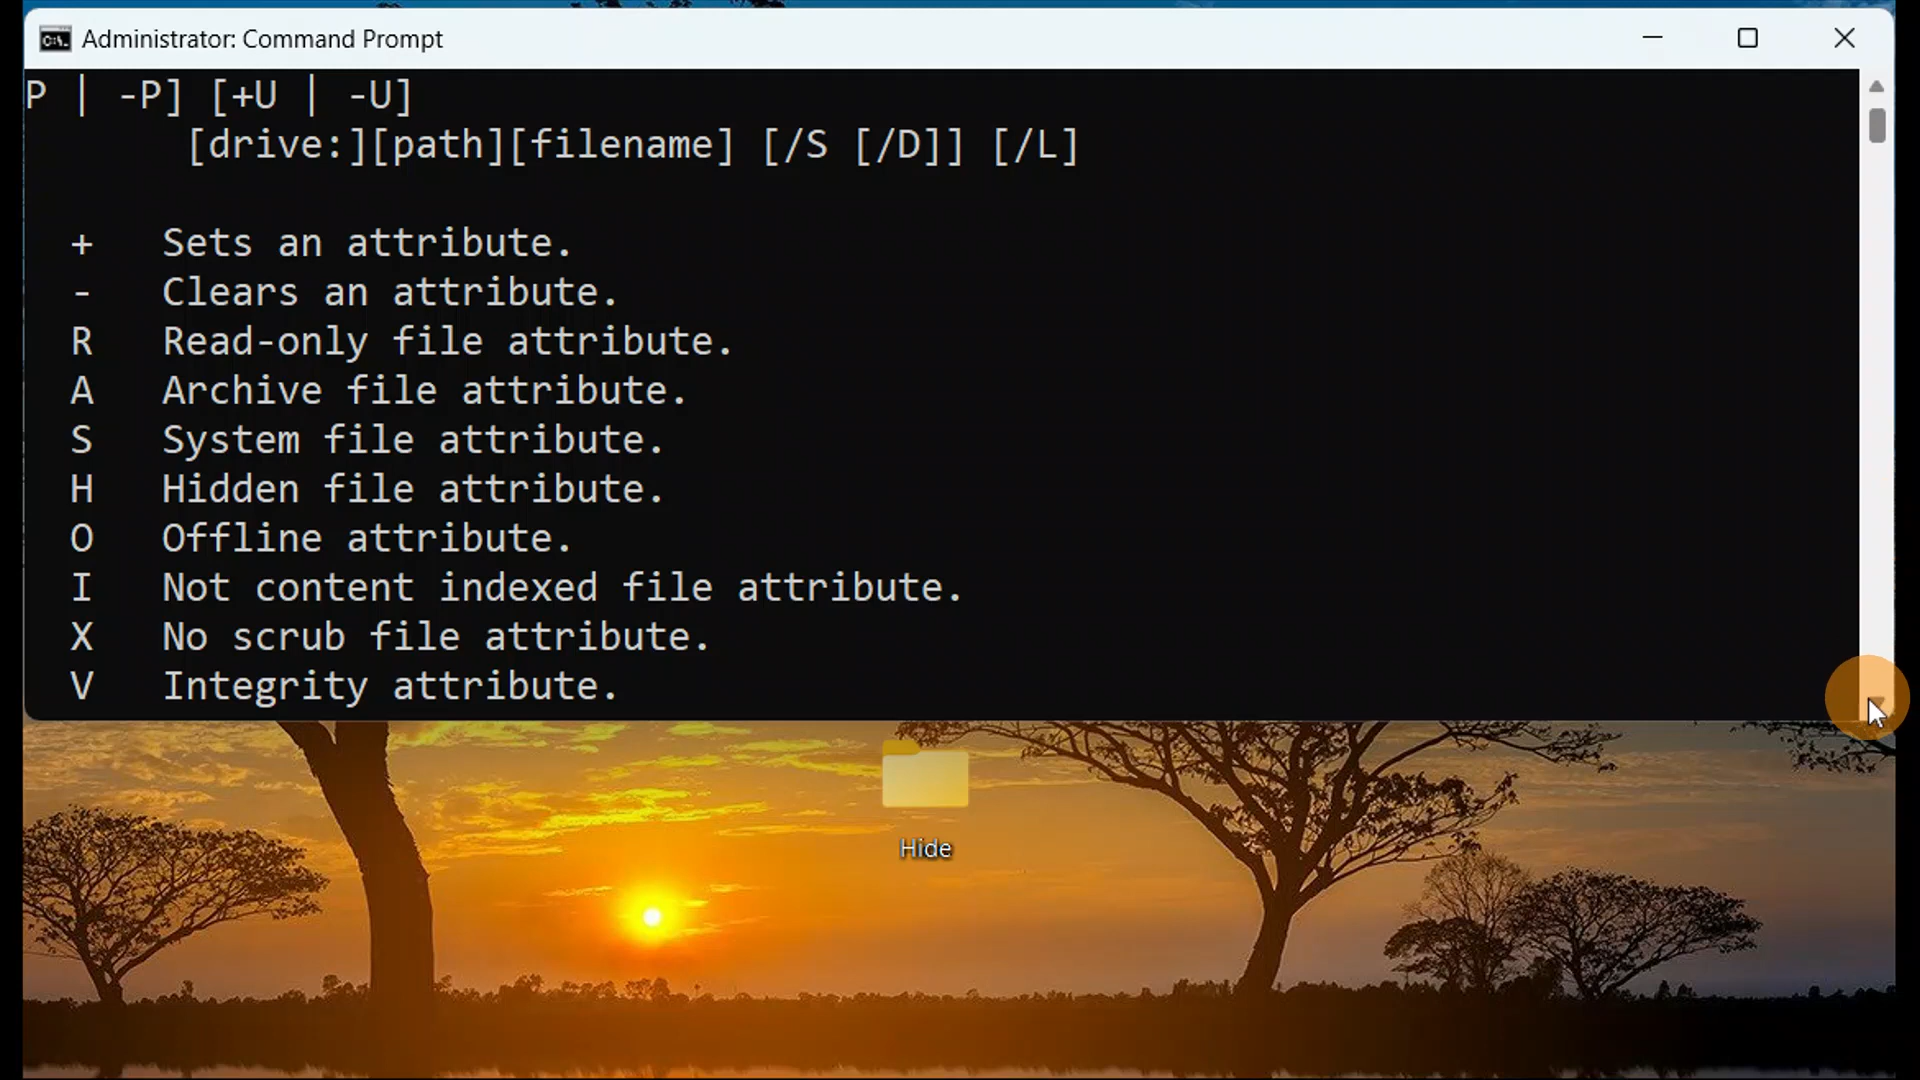 Administrator: Command Prompt
P | -P] [+U | -U]
[drive:][path][filename] [/S [/D]] [/L]
+ Sets an attribute.
- Clears an attribute.
R Read-only file attribute.
A Archive file attribute.
S System file attribute.
H Hidden file attribute.
O Offline attribute.
I Not content indexed file attribute.
X No scrub file attribute.
V Integrity attribute.
Hide